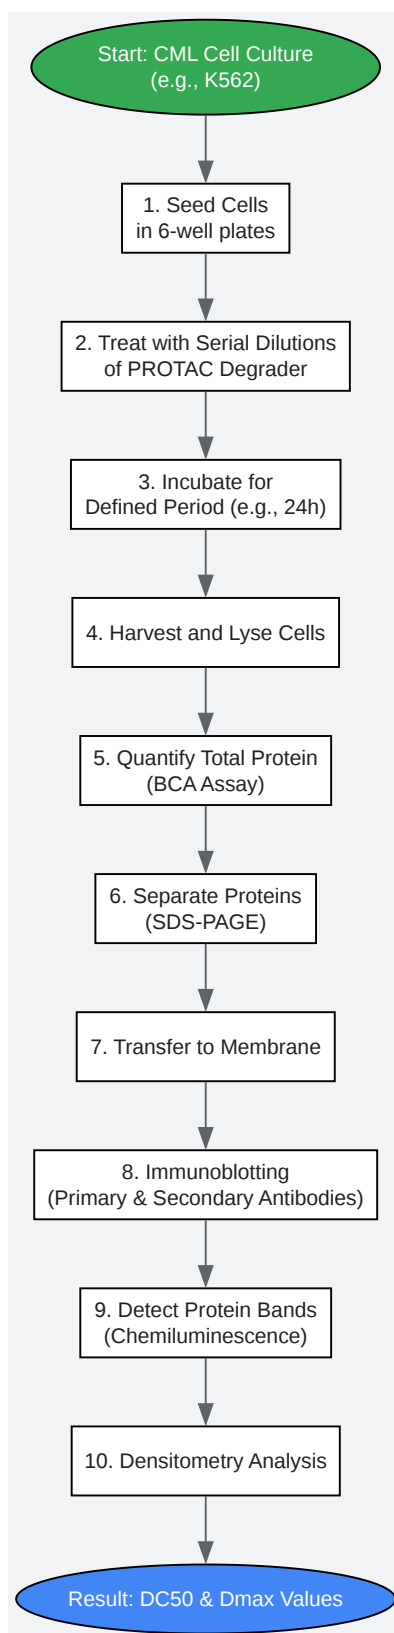 Start: CML Cell Culture
(e.g., K562)
1. Seed Cells
in 6-well plates
2. Treat with Serial Dilutions
of PROTAC Degrader
3. Incubate for
Defined Period (e.g., 24h)
4. Harvest and Lyse Cells
5. Quantify Total Protein
(BCA Assay)
6. Separate Proteins
(SDS-PAGE)
7. Transfer to Membrane
8. Immunoblotting
(Primary & Secondary Antibodies)
9. Detect Protein Bands
(Chemiluminescence)
10. Densitometry Analysis
Result: DC50 & Dmax Values